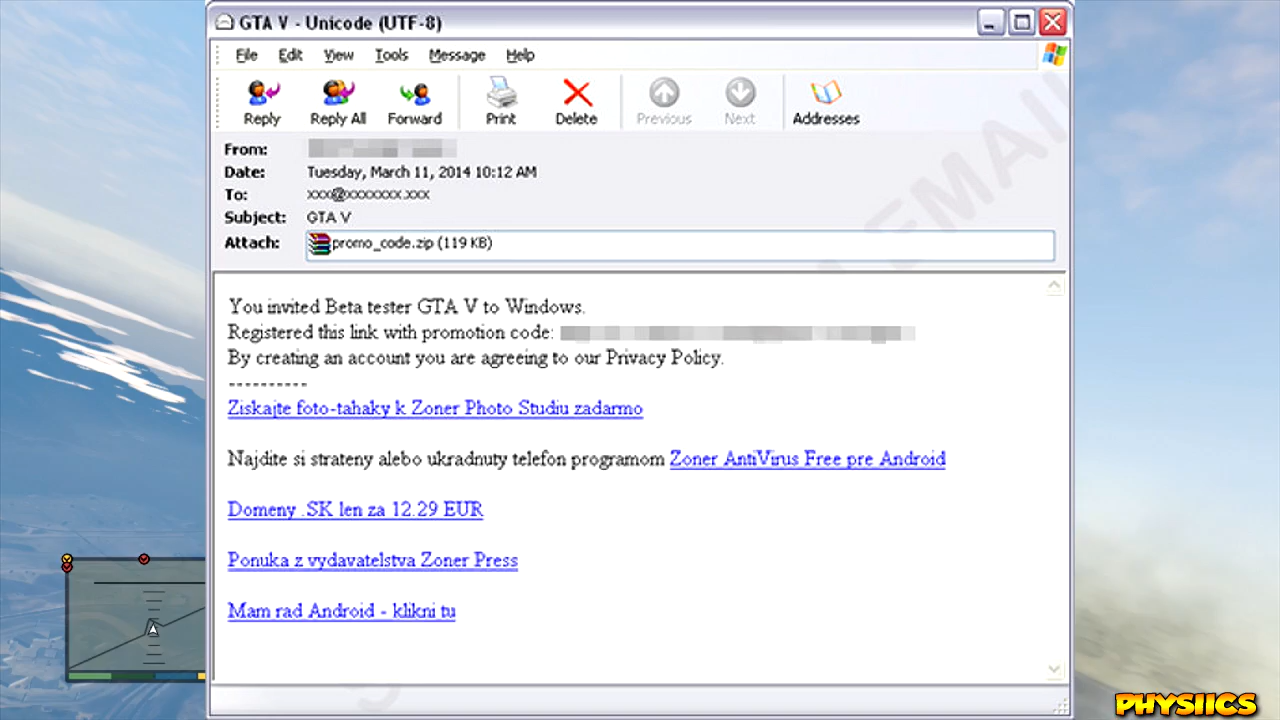 GTA V - Unicode (UTF-8)
File Edit View Tools Message Help
Reply Reply All Forward Print Delete Previous Next Addresses
From:
Date: Tuesday, March 11, 2014 10:12 AM
To: xxx@xxxxxxx.xxx
Subject: GTA V
Attach: promo_code.zip (119 KB)
You invited Beta tester GTA V to Windows.
Registered this link with promotion code:
By creating an account you are agreeing to our Privacy Policy.
----------
Ziskajte foto-tahaky k Zoner Photo Studiu zadarmo
Najdite si strateny alebo ukradnuty telefon programom Zoner AntiVirus Free pre Android
Domeny .SK len za 12.29 EUR
Ponuka z vydavatelstva Zoner Press
Mam rad Android - klikni tu
PHYSIICS